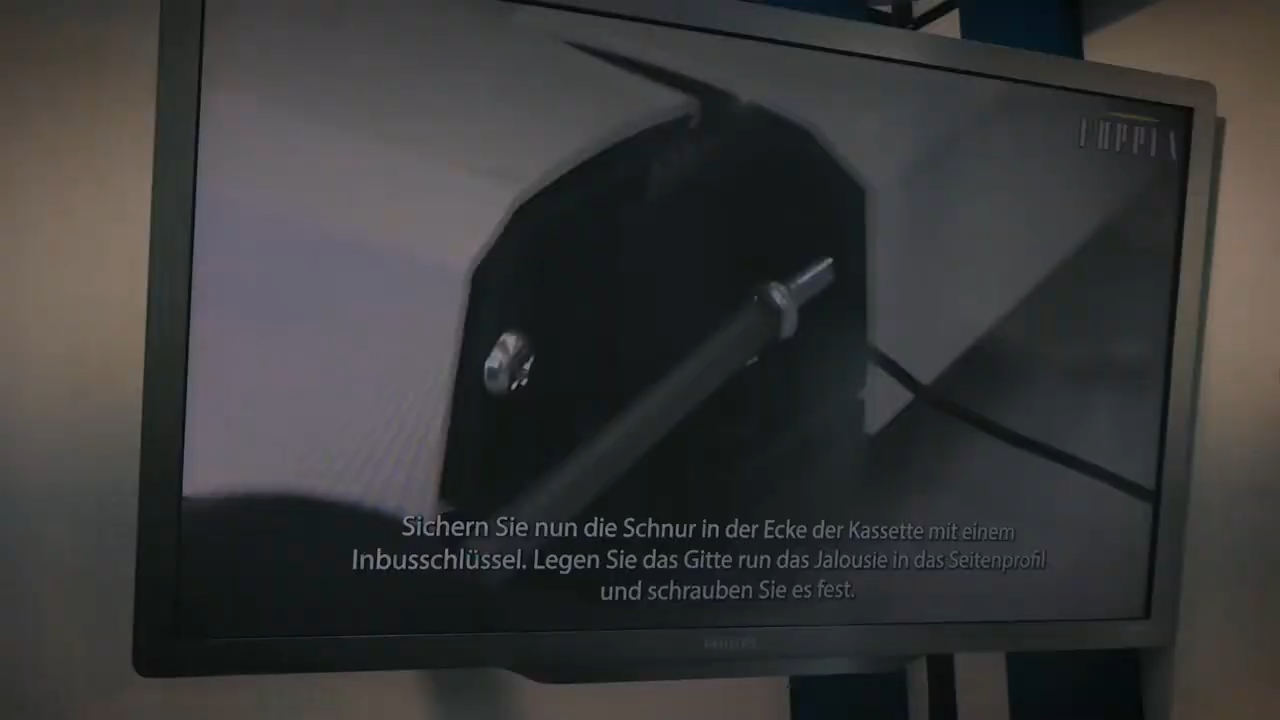 Sichern Sie nun die Schnur in der Ecke der Kassette mit einem
Inbusschlüssel. Legen Sie das Gitte run das Jalousie in das Seitenprofil
und schrauben Sie es fest.
PHILIPS